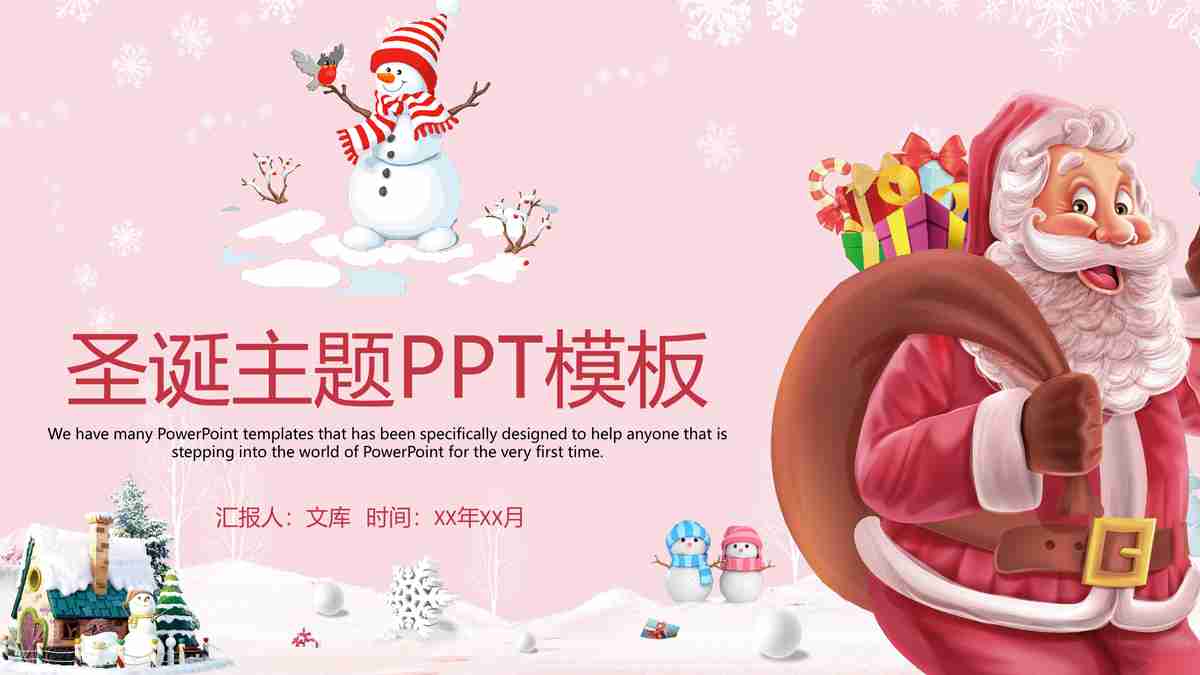 圣诞主题PPT模板
We have many PowerPoint templates that has been specifically designed to help anyone that is
stepping into the world of PowerPoint for the very first time.
汇报人：文库 时间：XX年XX月